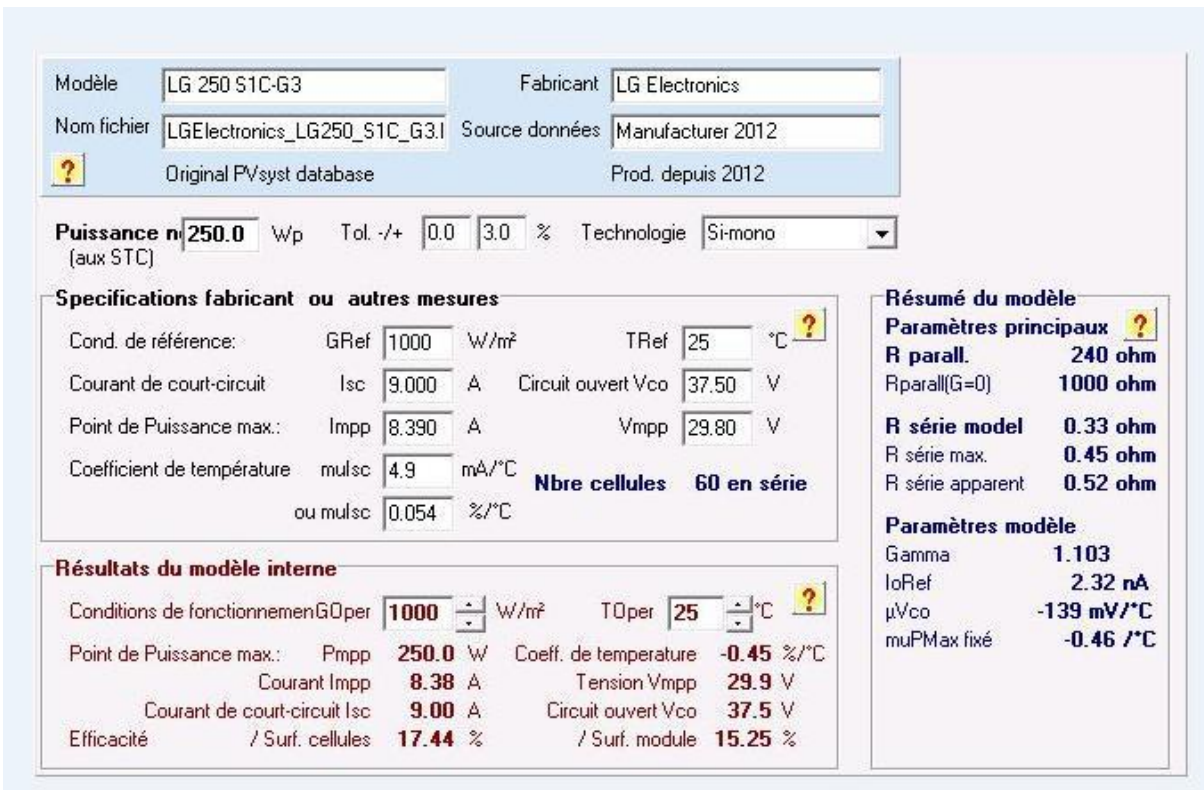 Modèle LG 250 S1C-G3 Fabricant LG Electronics
Nom fichier LGElectronics_LG250_S1C_G3.I Source données Manufacturer 2012
? Original PVsyst database Prod. depuis 2012
Puissance n 250.0 Wp Tol. -/+ 0.0 3.0 % Technologie Si-mono
(aux STC)
Specifications fabricant ou autres mesures
Cond. de référence: GRef 1000 W/m² TRef 25 °C ?
Courant de court-circuit Isc 9.000 A Circuit ouvert Vco 37.50 V
Point de Puissance max.: Impp 8.390 A Vmpp 29.80 V
Coefficient de température muIsc 4.9 mA/°C Nbre cellules 60 en série
ou muIsc 0.054 %/°C
Résultats du modèle interne
Conditions de fonctionnemenGOper 1000 W/m² TOper 25 °C ?
Point de Puissance max.: Pmpp 250.0 W Coeff. de temperature -0.45 %/°C
Courant Impp 8.38 A Tension Vmpp 29.9 V
Courant de court-circuit Isc 9.00 A Circuit ouvert Vco 37.5 V
Efficacité / Surf. cellules 17.44 % / Surf. module 15.25 %
Résumé du modèle
Paramètres principaux ?
R parall. 240 ohm
Rparall(G=0) 1000 ohm
R série model 0.33 ohm
R série max. 0.45 ohm
R série apparent 0.52 ohm
Paramètres modèle
Gamma 1.103
IoRef 2.32 nA
µVco -139 mV/°C
muPMax fixé -0.46 /°C